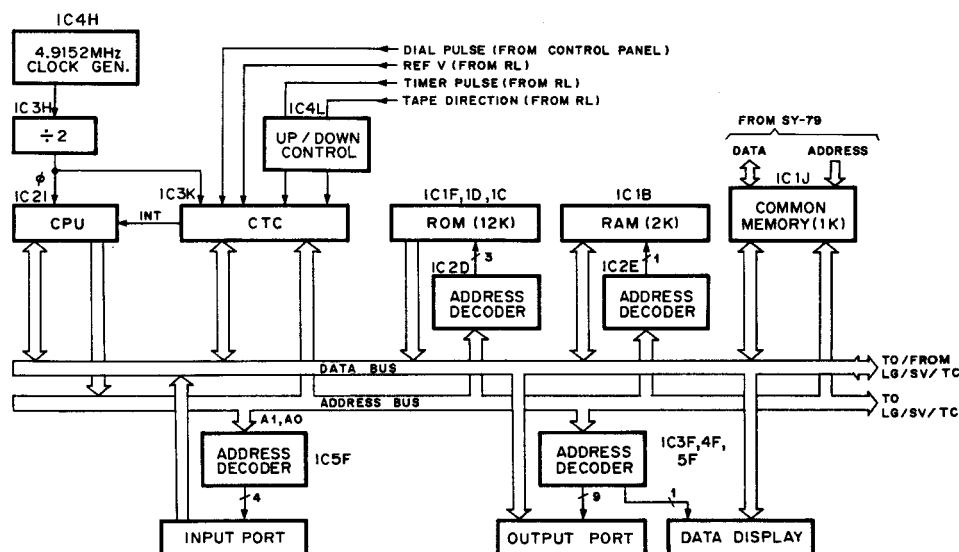 IC4H
4.9152MHz
CLOCK GEN.
IC3H
÷2
ø
IC2I
CPU
INT
IC3K
CTC
DIAL PULSE (FROM CONTROL PANEL)
REF V (FROM RL)
TIMER PULSE (FROM RL)
TAPE DIRECTION (FROM RL)
IC4L
UP / DOWN
CONTROL
IC1F, 1D, 1C
ROM (12K)
3
IC2D
ADDRESS
DECODER
IC1B
RAM (2K)
1
IC2E
ADDRESS
DECODER
FROM SY-79
DATA
ADDRESS
IC1J
COMMON
MEMORY (1K)
DATA BUS
TO/FROM
LG/SV/TC
ADDRESS BUS
TO
LG/SV/TC
A1, A0
ADDRESS
DECODER
IC5F
4
INPUT PORT
ADDRESS
DECODER
IC3F, 4F,
5F
9
1
OUTPUT PORT
DATA DISPLAY